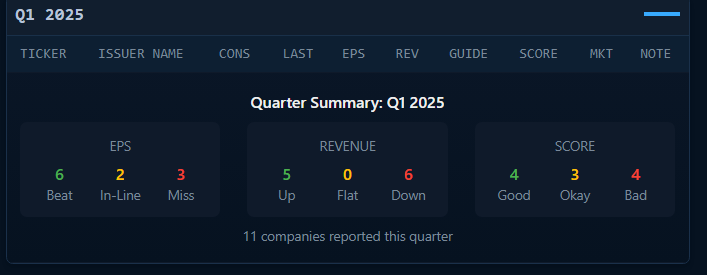 Q1 2025
TICKER ISSUER NAME CONS LAST EPS REV GUIDE SCORE MKT NOTE
Quarter Summary: Q1 2025
EPS REVENUE SCORE
6 2 3 5 0 6 4 3 4
Beat In-Line Miss Up Flat Down Good Okay Bad
11 companies reported this quarter